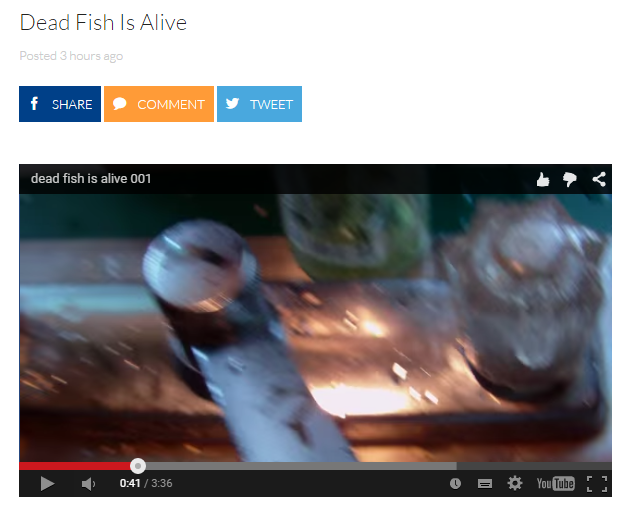 Dead Fish Is Alive
Posted 3 hours ago
SHARE COMMENT TWEET
dead fish is alive 001
0:41 / 3:36 YouTube